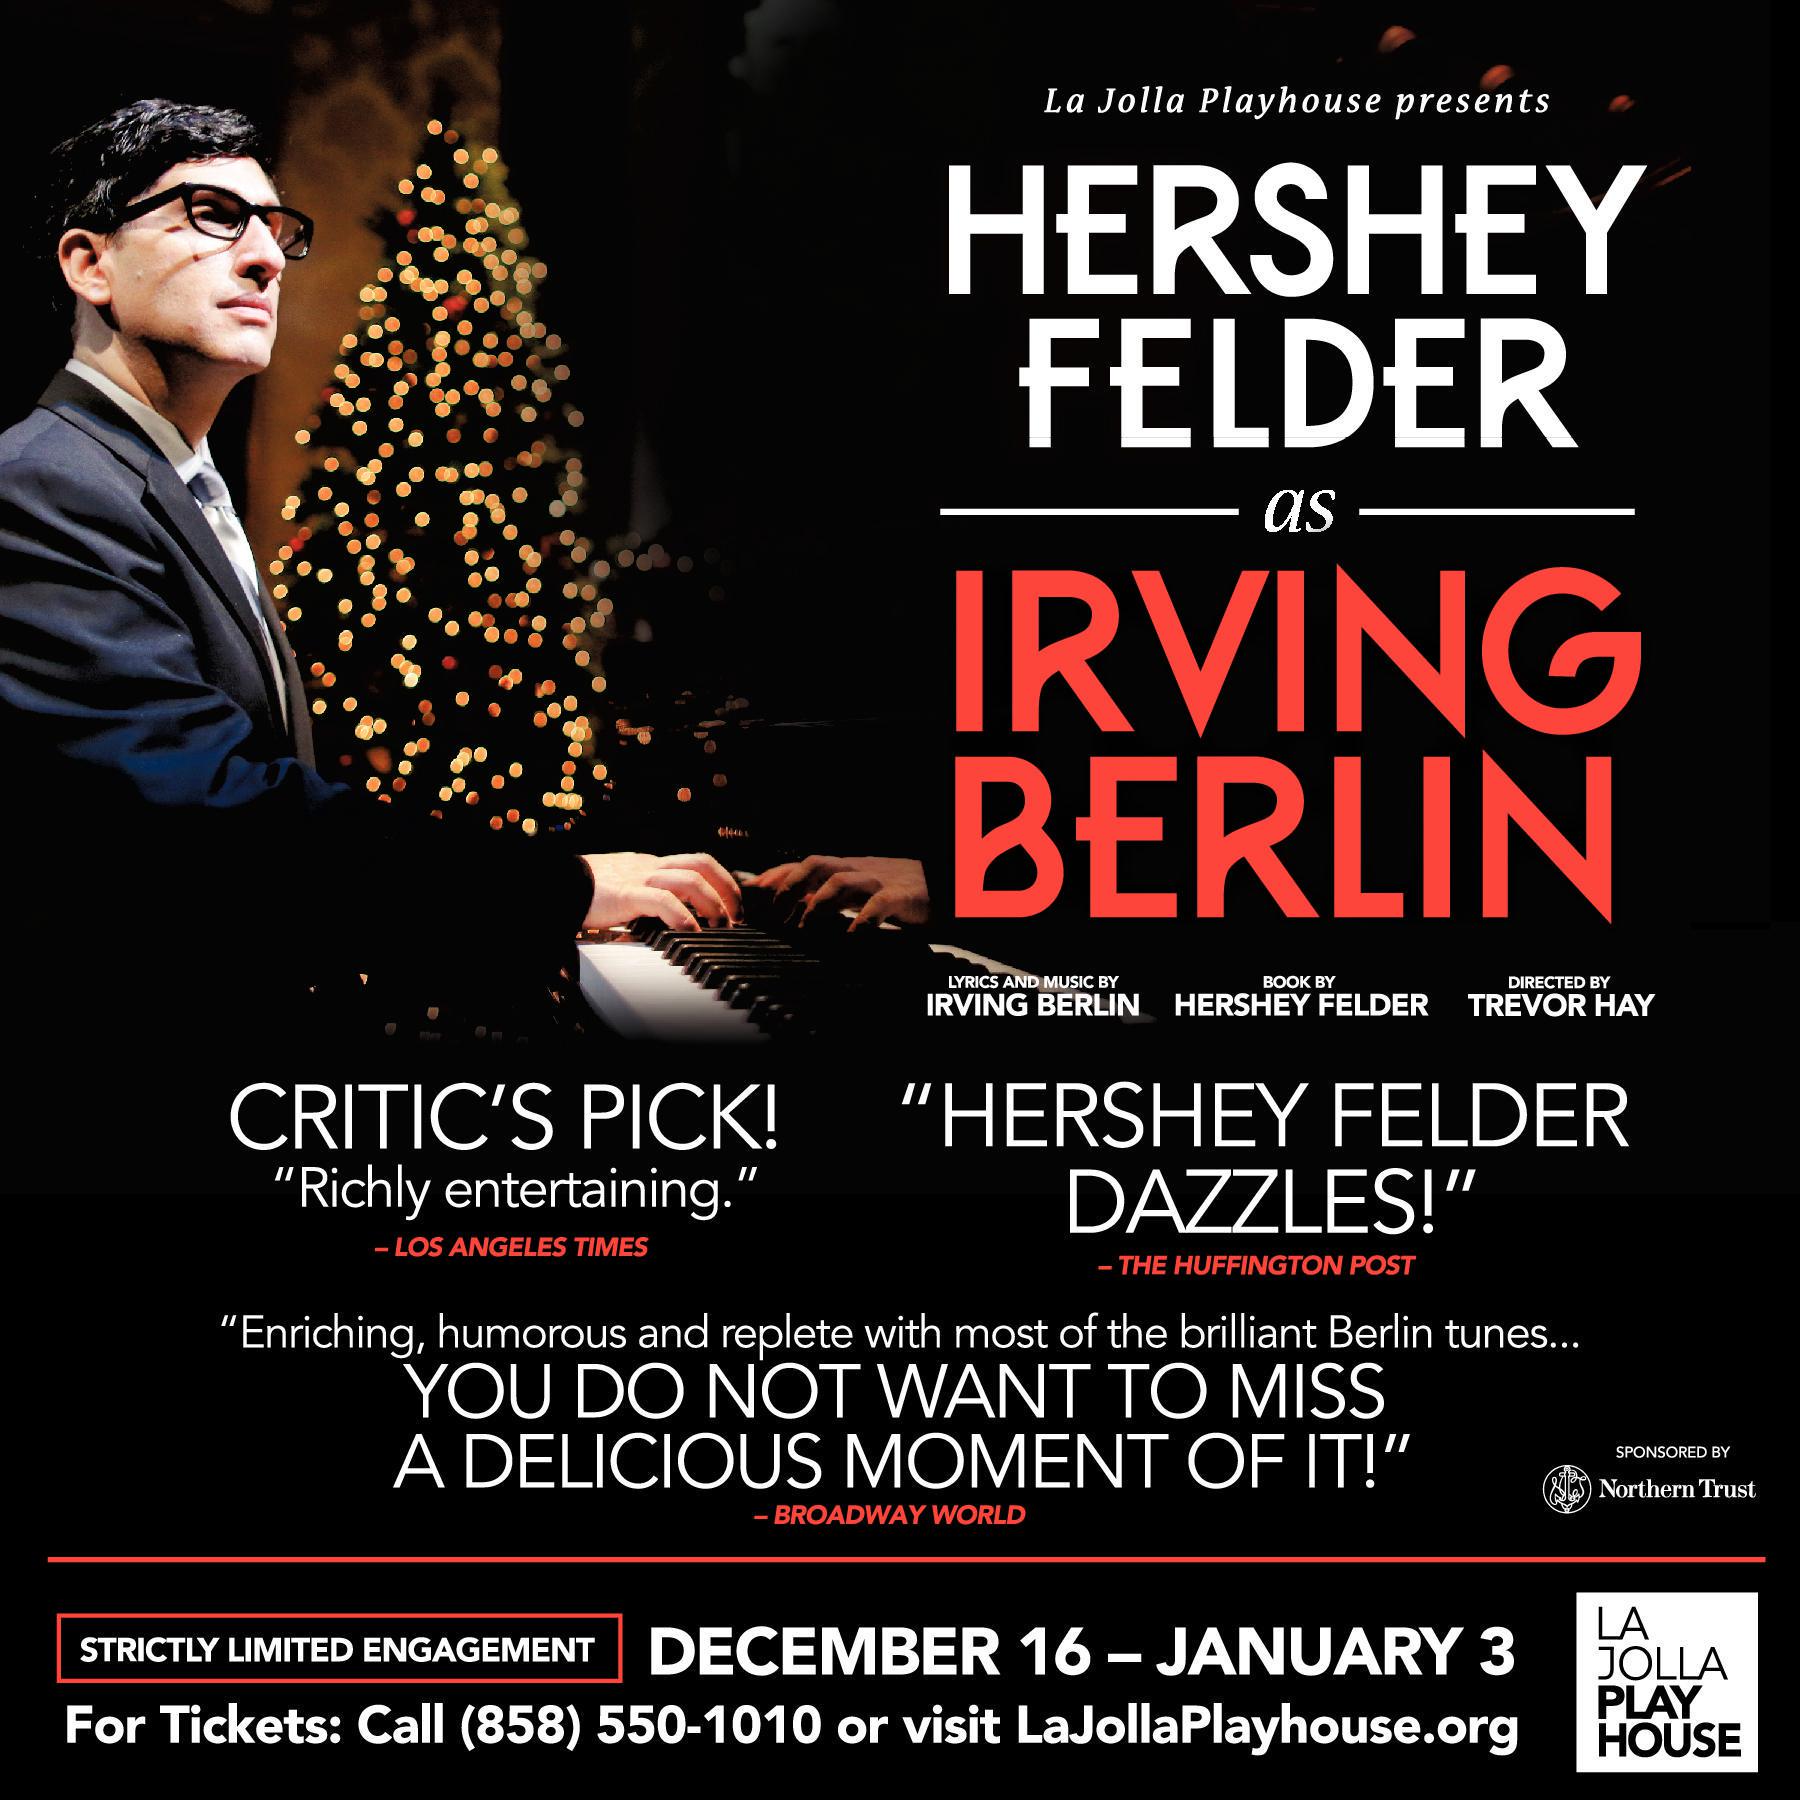 La Jolla Playhouse presents
HERSHEY
FELDER
as
IRVING
BERLIN
LYRICS AND MUSIC BY
IRVING BERLIN
BOOK BY
HERSHEY FELDER
DIRECTED BY
TREVOR HAY
CRITIC’S PICK!
“Richly entertaining.”
– LOS ANGELES TIMES
“HERSHEY FELDER
DAZZLES!”
– THE HUFFINGTON POST
“Enriching, humorous and replete with most of the brilliant Berlin tunes...
YOU DO NOT WANT TO MISS
A DELICIOUS MOMENT OF IT!”
– BROADWAY WORLD
SPONSORED BY
Northern Trust
STRICTLY LIMITED ENGAGEMENT
DECEMBER 16 – JANUARY 3
For Tickets: Call (858) 550-1010 or visit LaJollaPlayhouse.org
LA
JOLLA
PLAY
HOUSE